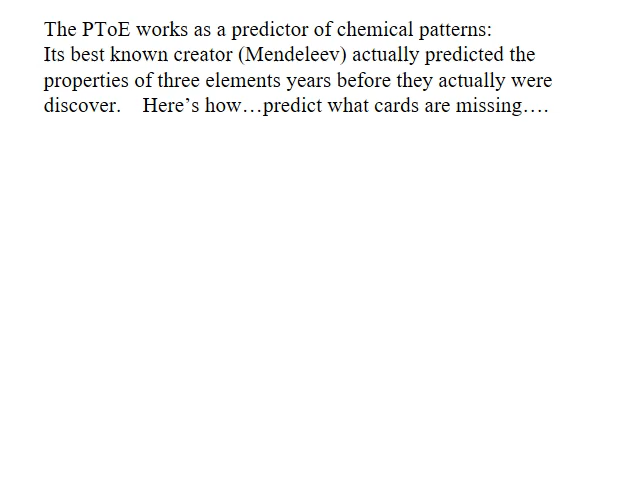 The PToE works as a predictor of chemical patterns:
Its best known creator (Mendeleev) actually predicted the
properties of three elements years before they actually were
discover. Here’s how…predict what cards are missing….